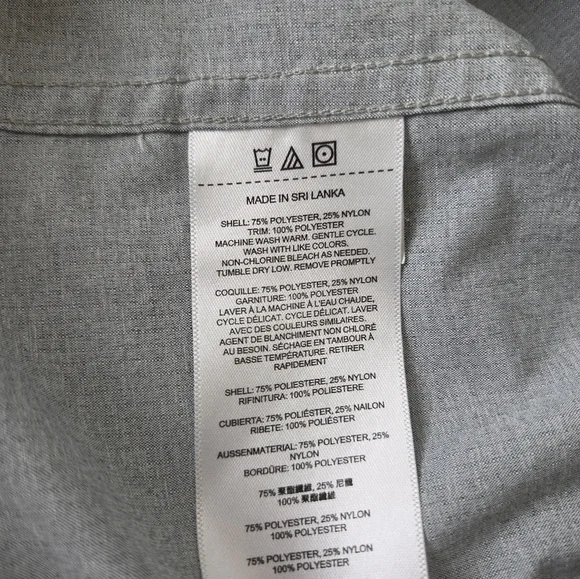 MADE IN SRI LANKA
SHELL: 75% POLYESTER, 25% NYLON
TRIM: 100% POLYESTER
MACHINE WASH WARM. GENTLE CYCLE.
WASH WITH LIKE COLORS.
NON-CHLORINE BLEACH AS NEEDED.
TUMBLE DRY LOW. REMOVE PROMPTLY
COQUILLE: 75% POLYESTER, 25% NYLON
GARNITURE: 100% POLYESTER
LAVER À LA MACHINE À L'EAU CHAUDE,
CYCLE DÉLICAT. CYCLE DÉLICAT. LAVER
AVEC DES COULEURS SIMILAIRES.
AGENT DE BLANCHIMENT NON CHLORÉ
AU BESOIN. SÉCHAGE EN TAMBOUR À
BASSE TEMPÉRATURE. RETIRER
RAPIDEMENT
SHELL: 75% POLIESTERE, 25% NYLON
RIFINITURA: 100% POLIESTERE
CUBIERTA: 75% POLIÉSTER, 25% NAILON
RIBETE: 100% POLIÉSTER
AUSSENMATERIAL: 75% POLYESTER, 25%
NYLON
BORDÜRE: 100% POLYESTER
75% 聚酯纖維, 25% 尼龍
100% 聚酯纖維
75% POLYESTER, 25% NYLON
100% POLYESTER
75% POLYESTER, 25% NYLON
100% POLYESTER